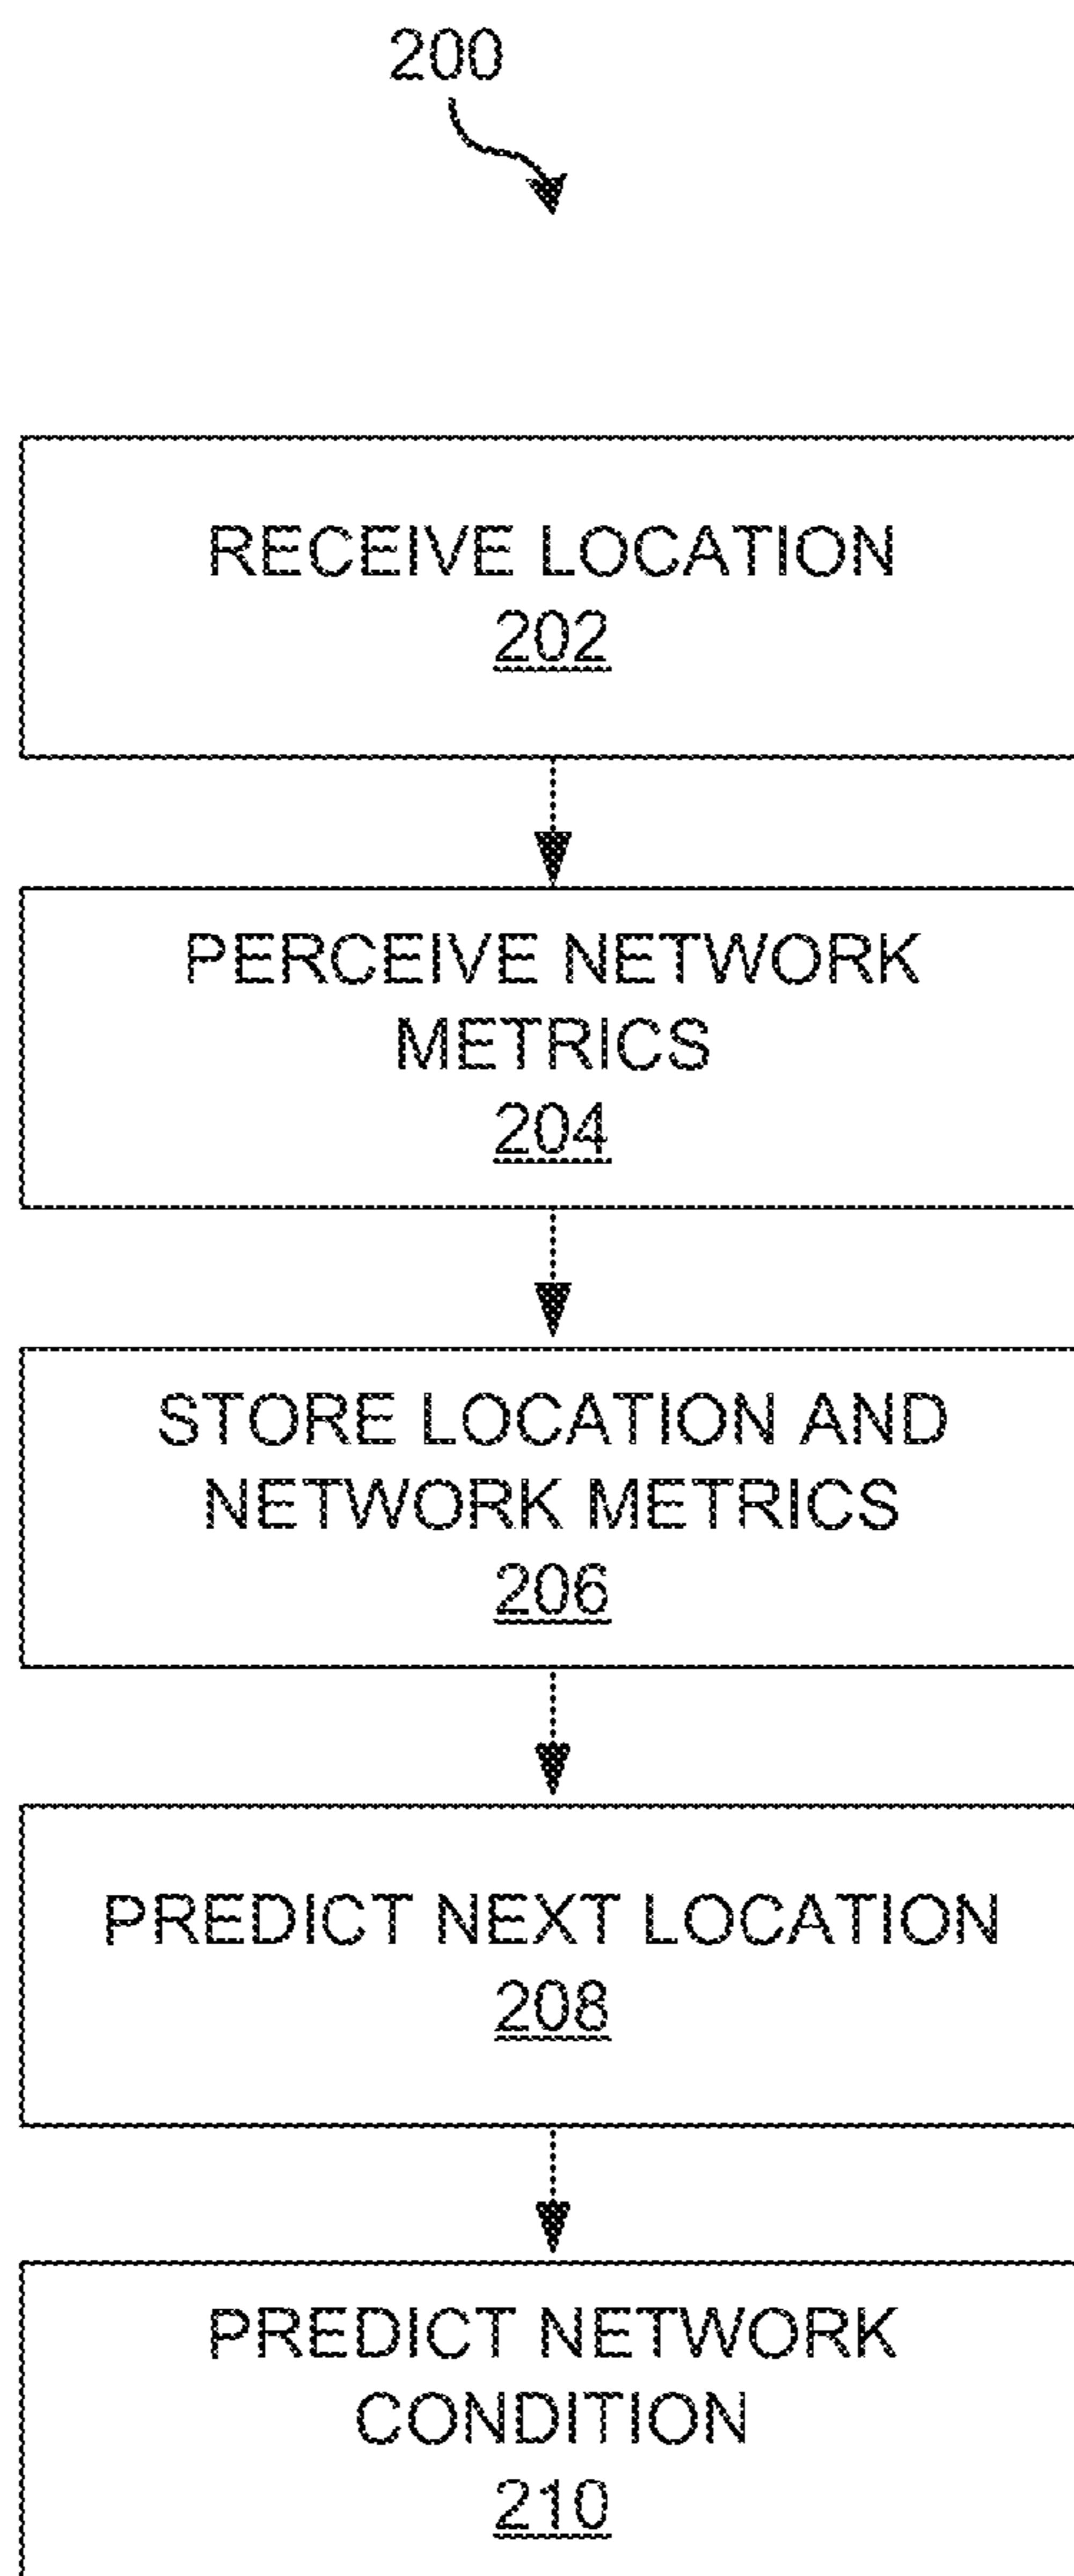 200
RECEIVE LOCATION
202
PERCEIVE NETWORK
METRICS
204
STORE LOCATION AND
NETWORK METRICS
206
PREDICT NEXT LOCATION
208
PREDICT NETWORK
CONDITION
210